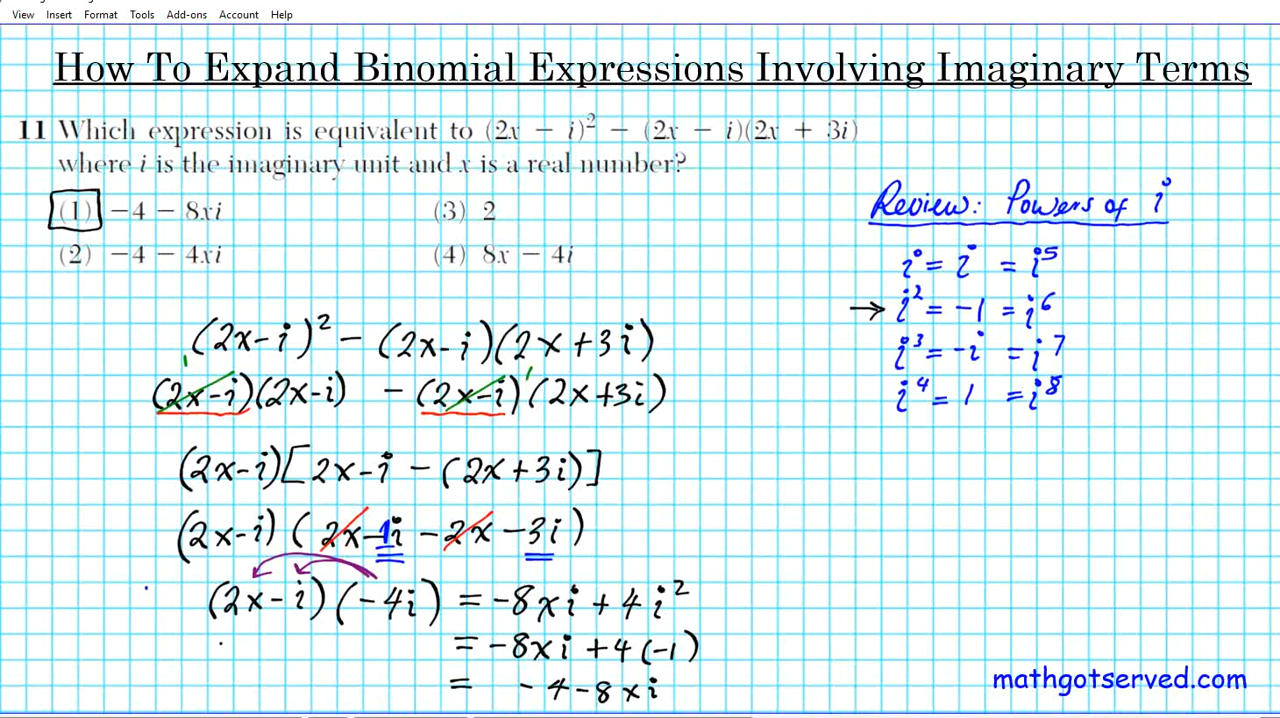 View Insert Format Tools Add-ons Account Help
How To Expand Binomial Expressions Involving Imaginary Terms
11 Which expression is equivalent to (2x − i)² − (2x − i)(2x + 3i)
where i is the imaginary unit and x is a real number?
(1) −4 − 8xi (3) 2
(2) −4 − 4xi (4) 8x − 4i
Review: Powers of i
i° = i = i⁵
i² = -1 = i⁶
i³ = -i = i⁷
i⁴ = 1 = i⁸
(2x-i)² − (2x-i)(2x+3i)
(2x-i)(2x-i) − (2x-i)(2x+3i)
(2x-i)[2x-i − (2x+3i)]
(2x-i)(2x-1i − 2x − 3i)
(2x-i)(-4i) = -8xi + 4i²
= -8xi + 4(-1)
= -4-8xi
mathgotserved.com